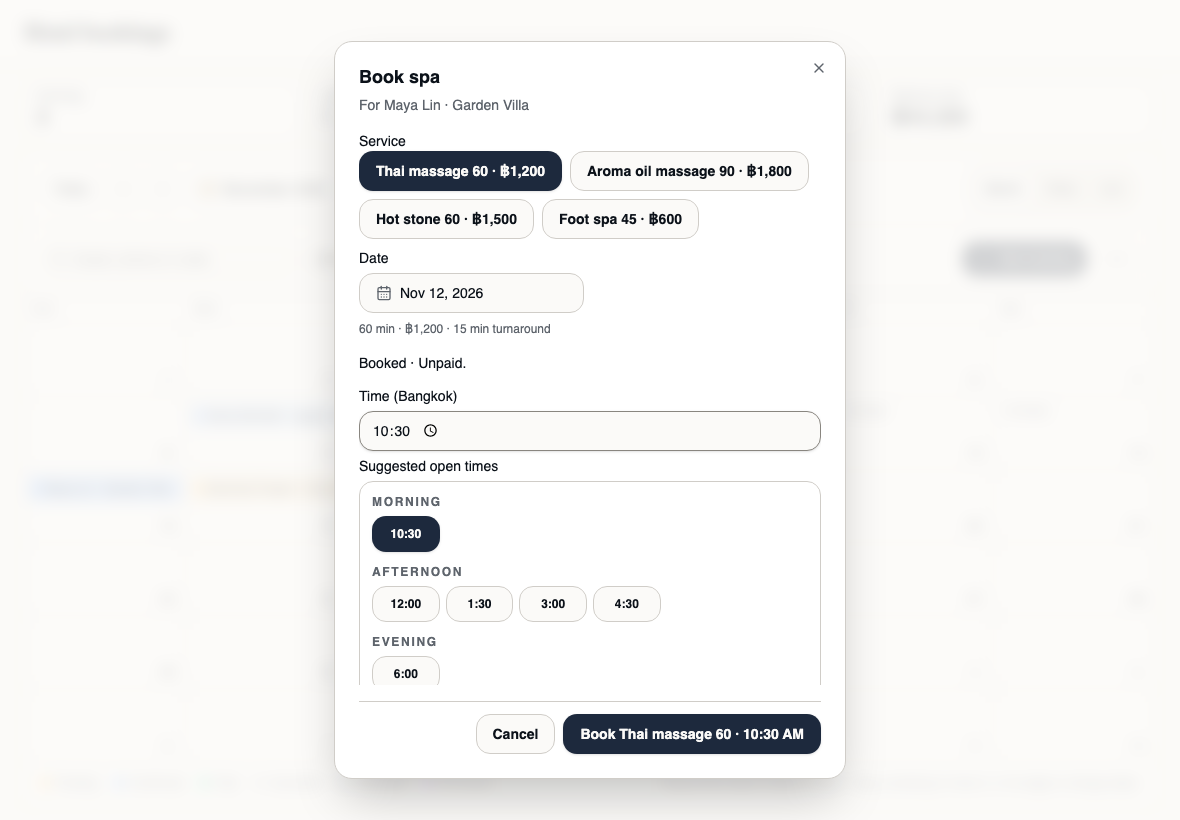 Book spa
For Maya Lin · Garden Villa
Service
Thai massage 60 · ฿1,200
Aroma oil massage 90 · ฿1,800
Hot stone 60 · ฿1,500
Foot spa 45 · ฿600
Date
Nov 12, 2026
60 min · ฿1,200 · 15 min turnaround
Booked · Unpaid.
Time (Bangkok)
10:30
Suggested open times
MORNING
10:30
AFTERNOON
12:00
1:30
3:00
4:30
EVENING
6:00
Cancel
Book Thai massage 60 · 10:30 AM